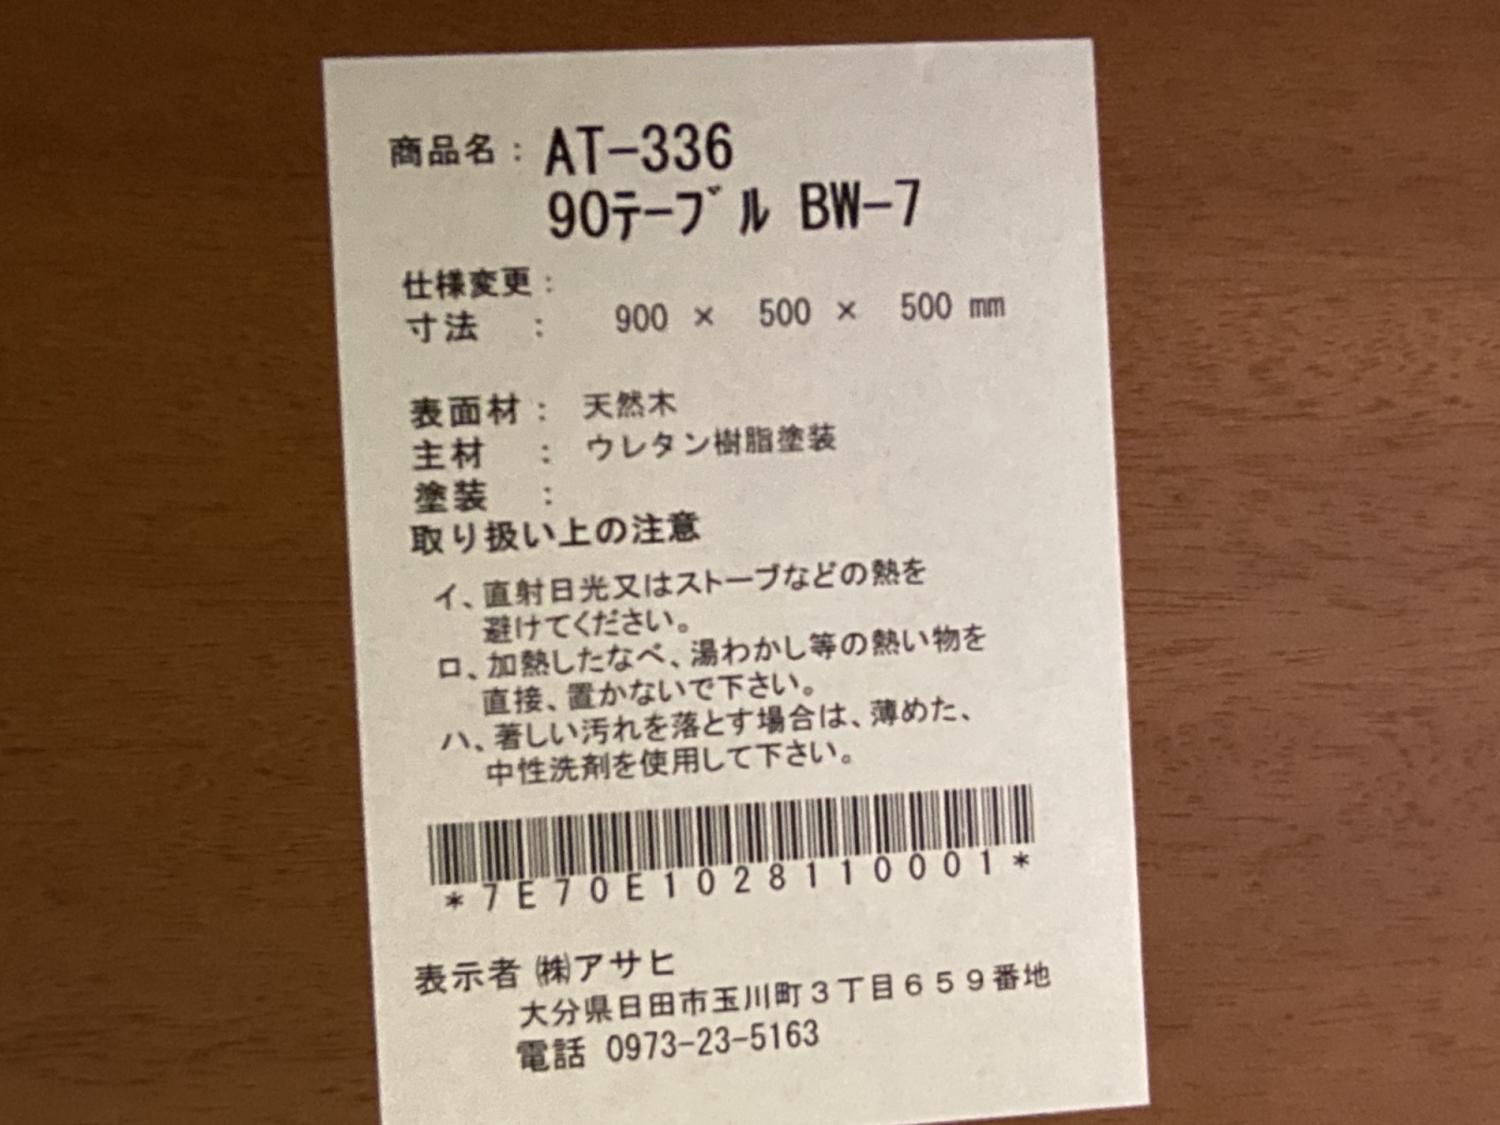 商品名: AT-336
90ﾃｰﾌﾞﾙ BW-7
仕様変更:
寸法 : 900 × 500 × 500 mm
表面材: 天然木
主材 : ウレタン樹脂塗装
塗装 :
取り扱い上の注意
イ、直射日光又はストーブなどの熱を
避けてください。
ロ、加熱したなべ、湯わかし等の熱い物を
直接、置かないで下さい。
ハ、著しい汚れを落とす場合は、薄めた、
中性洗剤を使用して下さい。
*7E70E1028110001*
表示者 ㈱アサヒ
大分県日田市玉川町3丁目659番地
電話 0973-23-5163